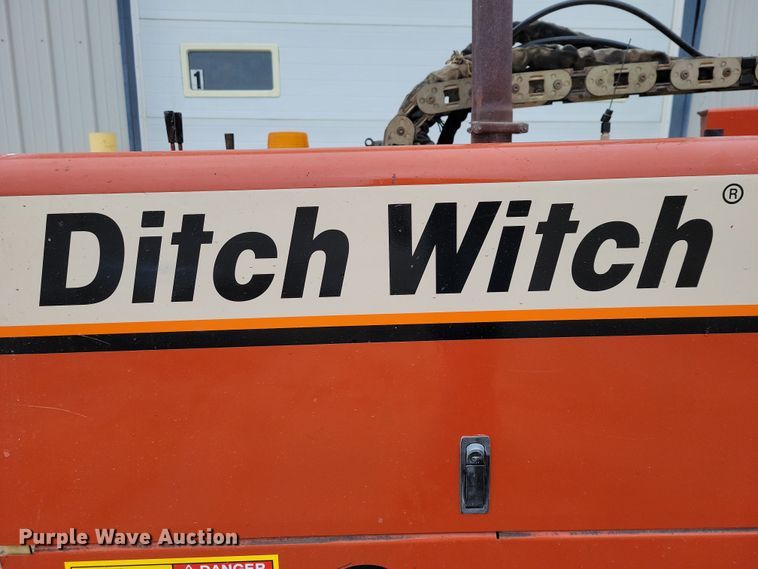 1
Ditch Witch®
Purple Wave Auction
DANGER